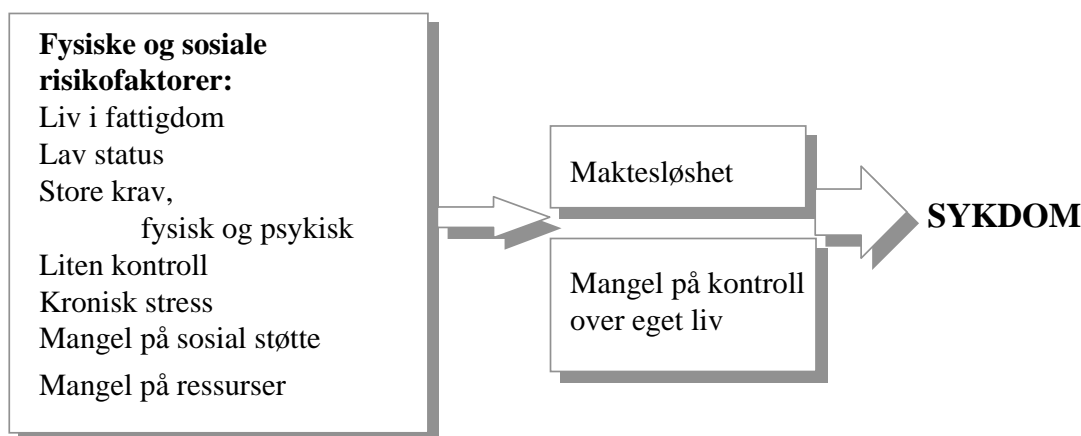 Fysiske og sosiale
risikofaktorer:
Liv i fattigdom
Lav status
Store krav,
fysisk og psykisk
Liten kontroll
Kronisk stress
Mangel på sosial støtte
Mangel på ressurser
Maktesløshet
Mangel på kontroll
over eget liv
SYKDOM